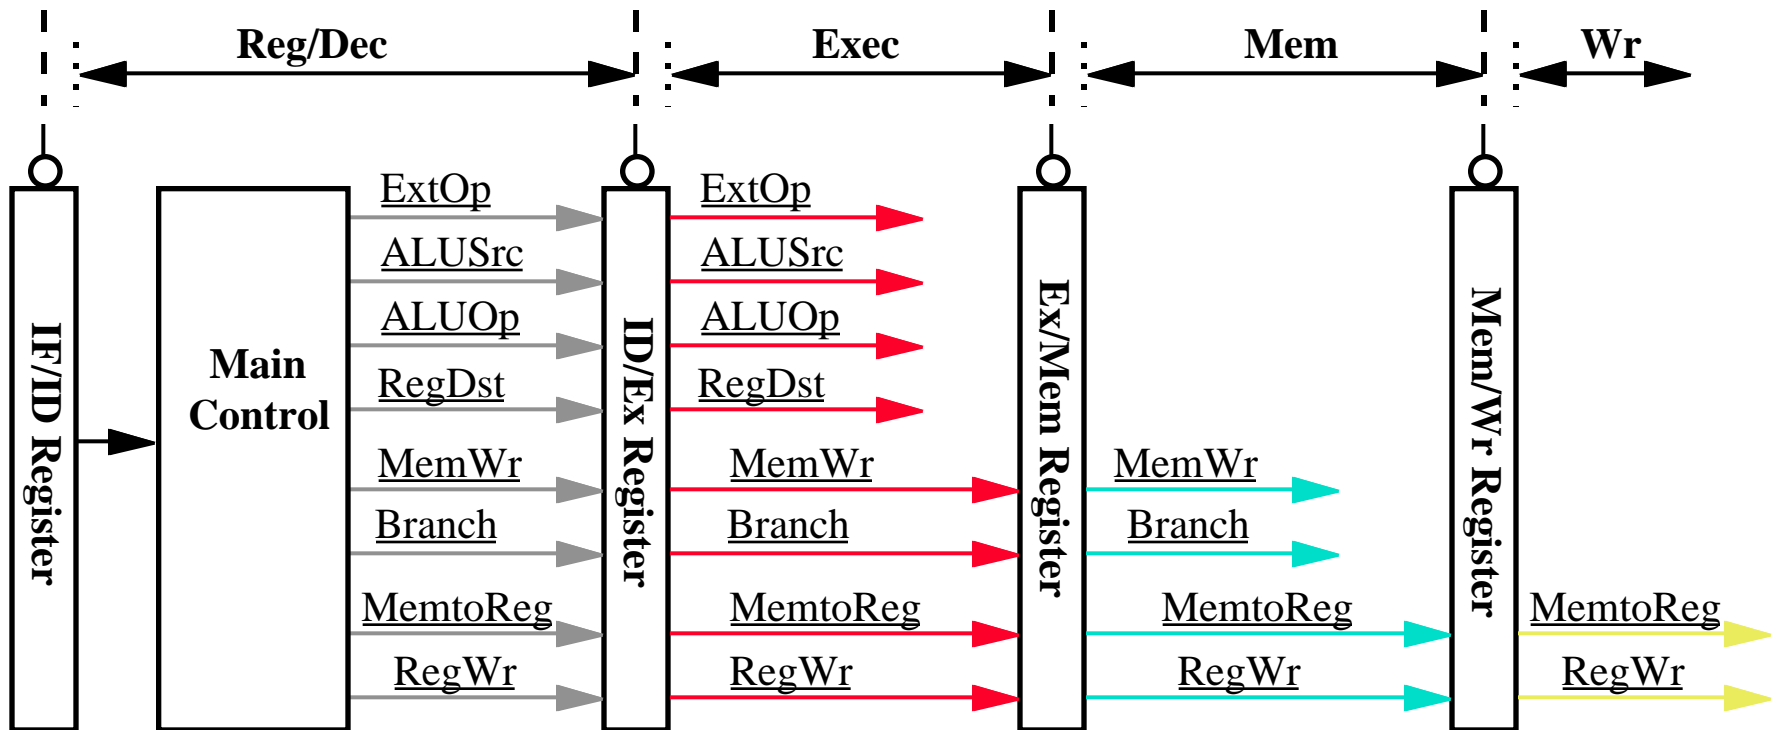 Reg/Dec
Exec
Mem
Wr
IF/ID Register
Main
Control
ExtOp
ALUSrc
ALUOp
RegDst
MemWr
Branch
MemtoReg
RegWr
ID/Ex Register
ExtOp
ALUSrc
ALUOp
RegDst
MemWr
Branch
MemtoReg
RegWr
Ex/Mem Register
MemWr
Branch
MemtoReg
RegWr
Mem/Wr Register
MemtoReg
RegWr